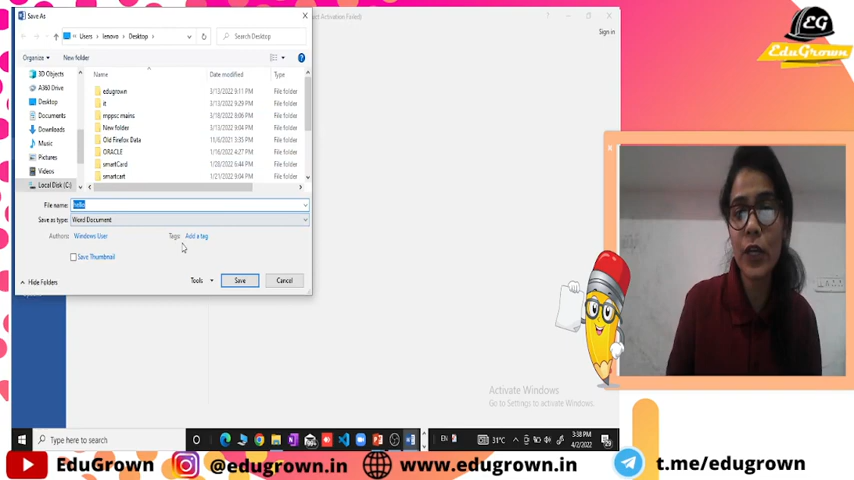 Save As
uct Activation Failed)
Sign in
Users > lenovo > Desktop >
Search Desktop
Organize
New folder
Name
Date modified
Type
3D Objects
A360 Drive
Desktop
Documents
Downloads
Music
Pictures
Videos
Local Disk (C:)
edugrown 3/13/2022 9:11 PM File folder
it 3/13/2022 9:29 PM File folder
mppsc mains 3/18/2022 8:06 PM File folder
New folder 3/13/2022 9:04 PM File folder
Old Firefox Data 11/6/2021 3:35 PM File folder
ORACLE 1/16/2022 4:27 PM File folder
smartCard 1/20/2022 6:44 PM File folder
smartcart 1/21/2022 9:04 PM File folder
File name: hello
Save as type: Word Document
Authors: Windows User
Tags: Add a tag
Save Thumbnail
Hide Folders
Tools
Save
Cancel
EG
EduGrown
Activate Windows
Go to Settings to activate Windows.
Type here to search
31°C
3:38 PM
4/2/2022
EduGrown
@edugrown.in
www.edugrown.in
t.me/edugrown